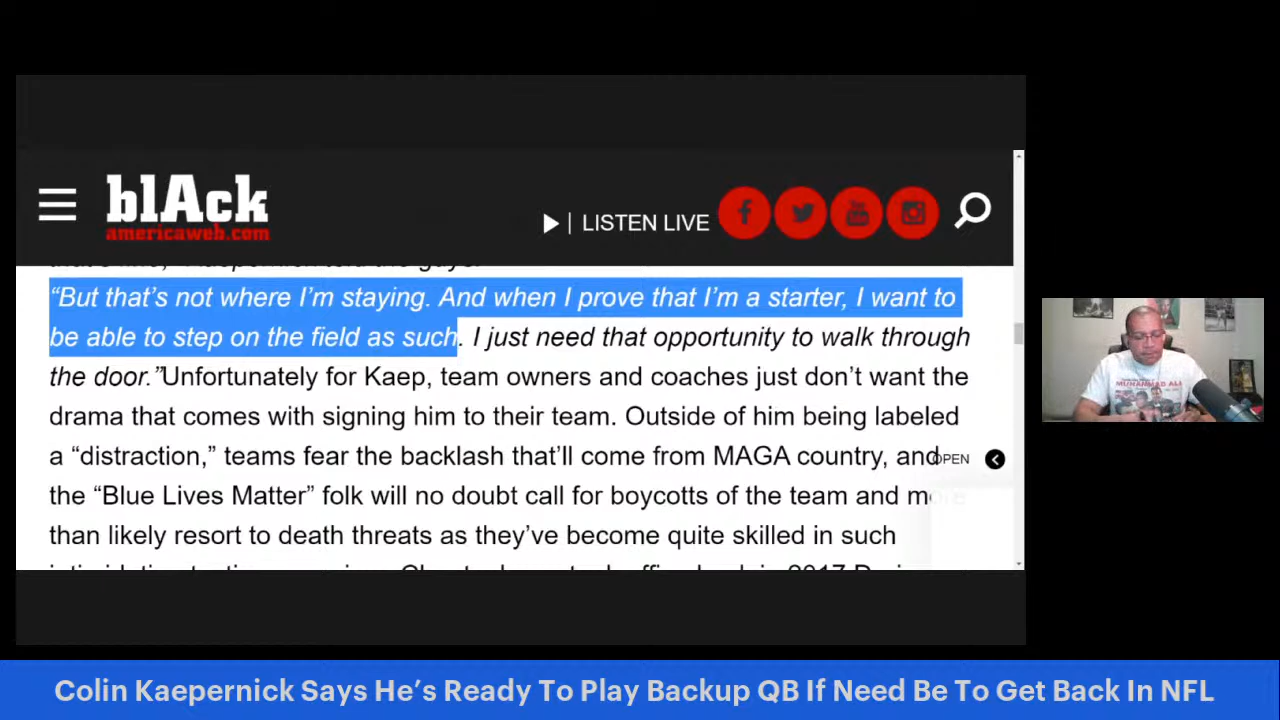 blAck
americaweb.com
LISTEN LIVE
“But that’s not where I’m staying. And when I prove that I’m a starter, I want to
be able to step on the field as such. I just need that opportunity to walk through
the door.”Unfortunately for Kaep, team owners and coaches just don’t want the
drama that comes with signing him to their team. Outside of him being labeled
a “distraction,” teams fear the backlash that’ll come from MAGA country, and
OPEN
the “Blue Lives Matter” folk will no doubt call for boycotts of the team and more
than likely resort to death threats as they’ve become quite skilled in such
MUHAMMAD ALI
Colin Kaepernick Says He’s Ready To Play Backup QB If Need Be To Get Back In NFL